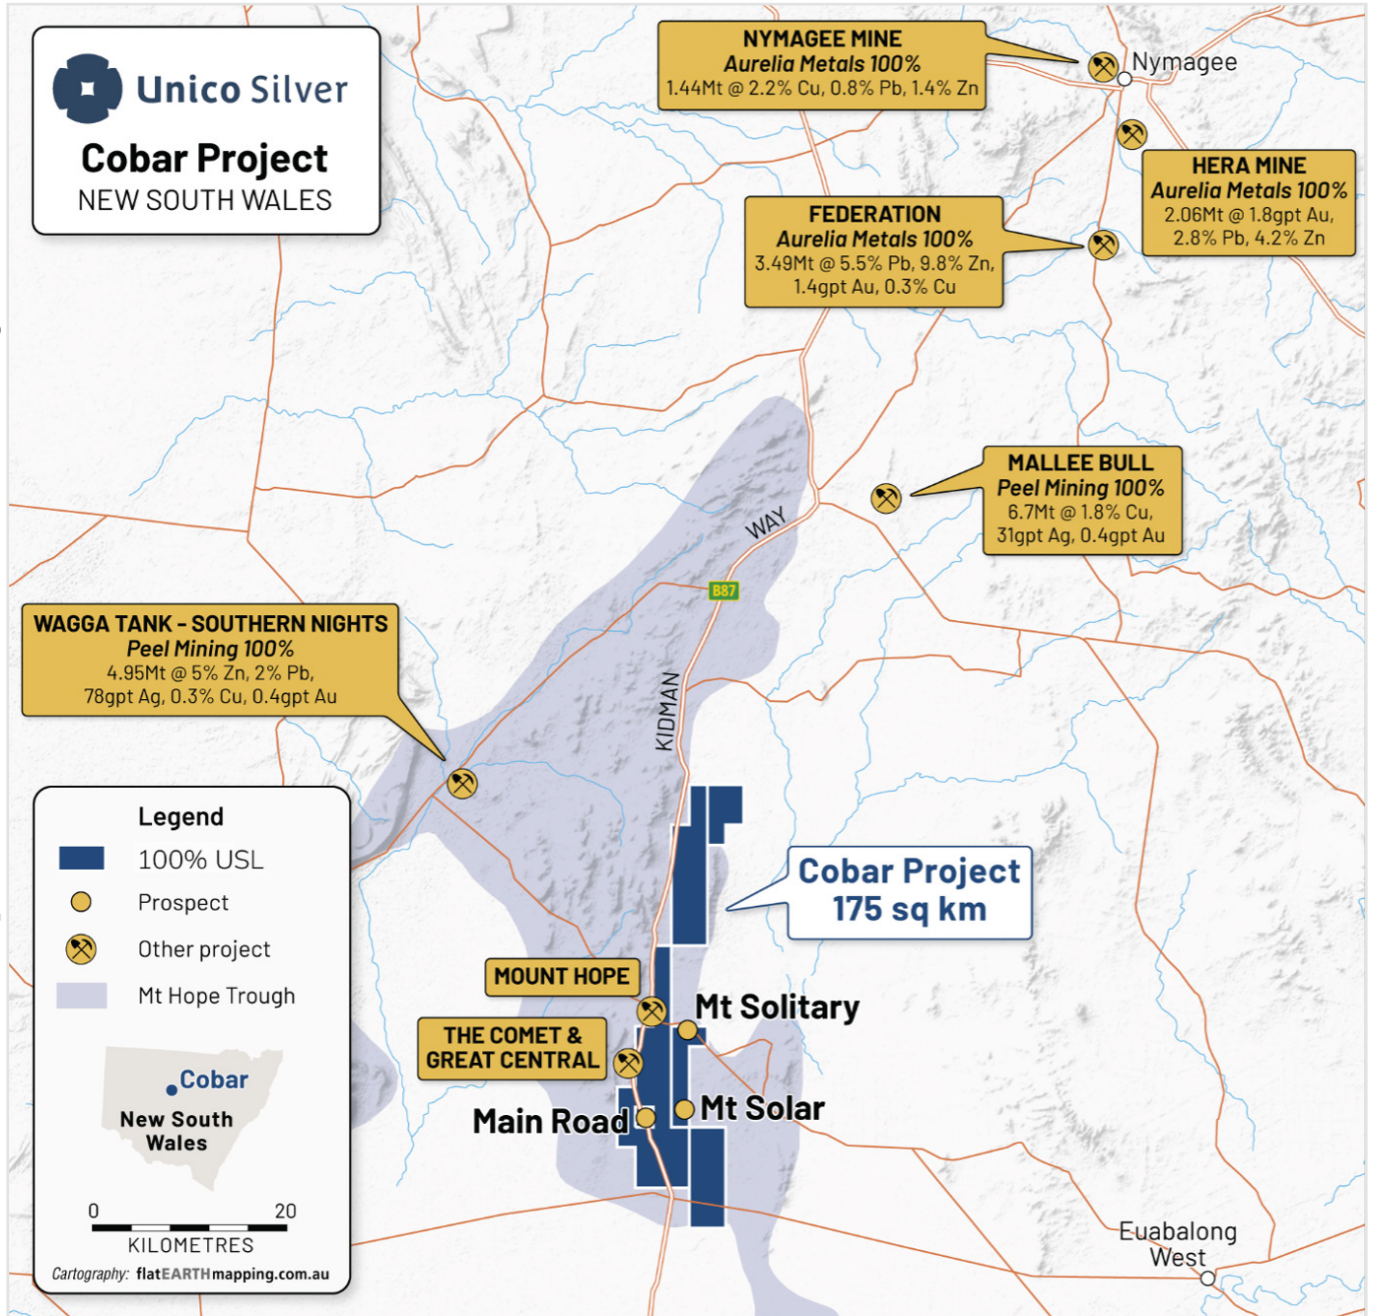 Unico Silver
Cobar Project
NEW SOUTH WALES
NYMAGEE MINE
Aurelia Metals 100%
1.44Mt @ 2.2% Cu, 0.8% Pb, 1.4% Zn
Nymagee
HERA MINE
Aurelia Metals 100%
2.06Mt @ 1.8gpt Au,
2.8% Pb, 4.2% Zn
FEDERATION
Aurelia Metals 100%
3.49Mt @ 5.5% Pb, 9.8% Zn,
1.4gpt Au, 0.3% Cu
MALLEE BULL
Peel Mining 100%
6.7Mt @ 1.8% Cu,
31gpt Ag, 0.4gpt Au
WAY
B87
KIDMAN
WAGGA TANK - SOUTHERN NIGHTS
Peel Mining 100%
4.95Mt @ 5% Zn, 2% Pb,
78gpt Ag, 0.3% Cu, 0.4gpt Au
Cobar Project
175 sq km
MOUNT HOPE
Mt Solitary
THE COMET &
GREAT CENTRAL
Main Road
Mt Solar
Euabalong
West
Legend
100% USL
Prospect
Other project
Mt Hope Trough
Cobar
New South
Wales
0 20
KILOMETRES
Cartography: flatEARTHmapping.com.au